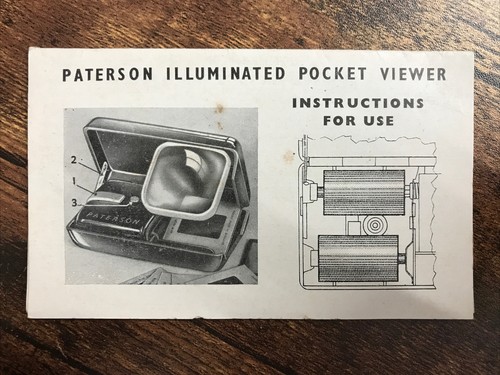 PATERSON ILLUMINATED POCKET VIEWER
INSTRUCTIONS
FOR USE
2
1
3
PATERSON